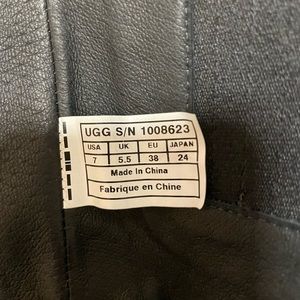 UGG S/N 1008623
USA UK EU JAPAN
7 5.5 38 24
Made In China
Fabrique en Chine